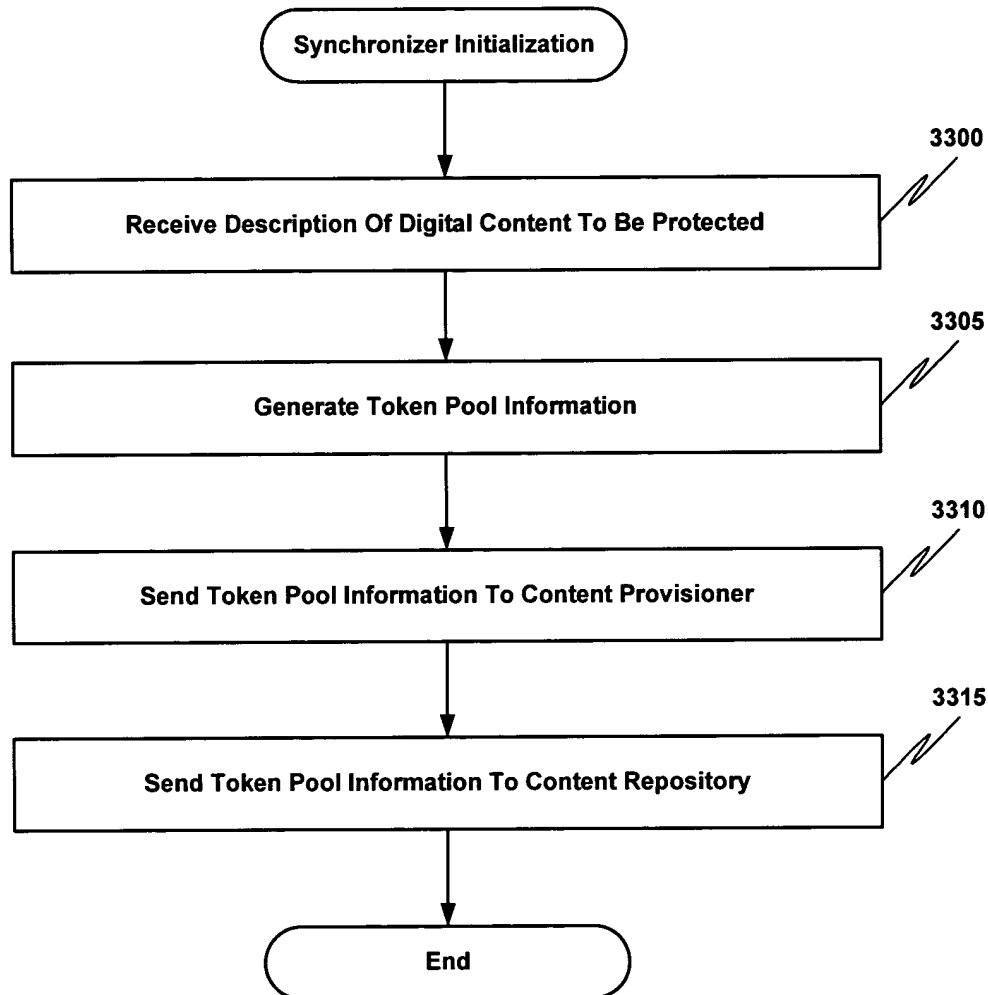 Synchronizer Initialization
3300
Receive Description Of Digital Content To Be Protected
3305
Generate Token Pool Information
3310
Send Token Pool Information To Content Provisioner
3315
Send Token Pool Information To Content Repository
End